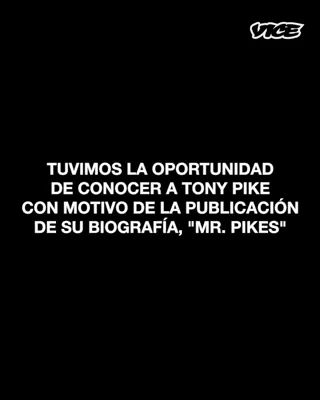 VICE
TUVIMOS LA OPORTUNIDAD
DE CONOCER A TONY PIKE
CON MOTIVO DE LA PUBLICACIÓN
DE SU BIOGRAFÍA, "MR. PIKES"